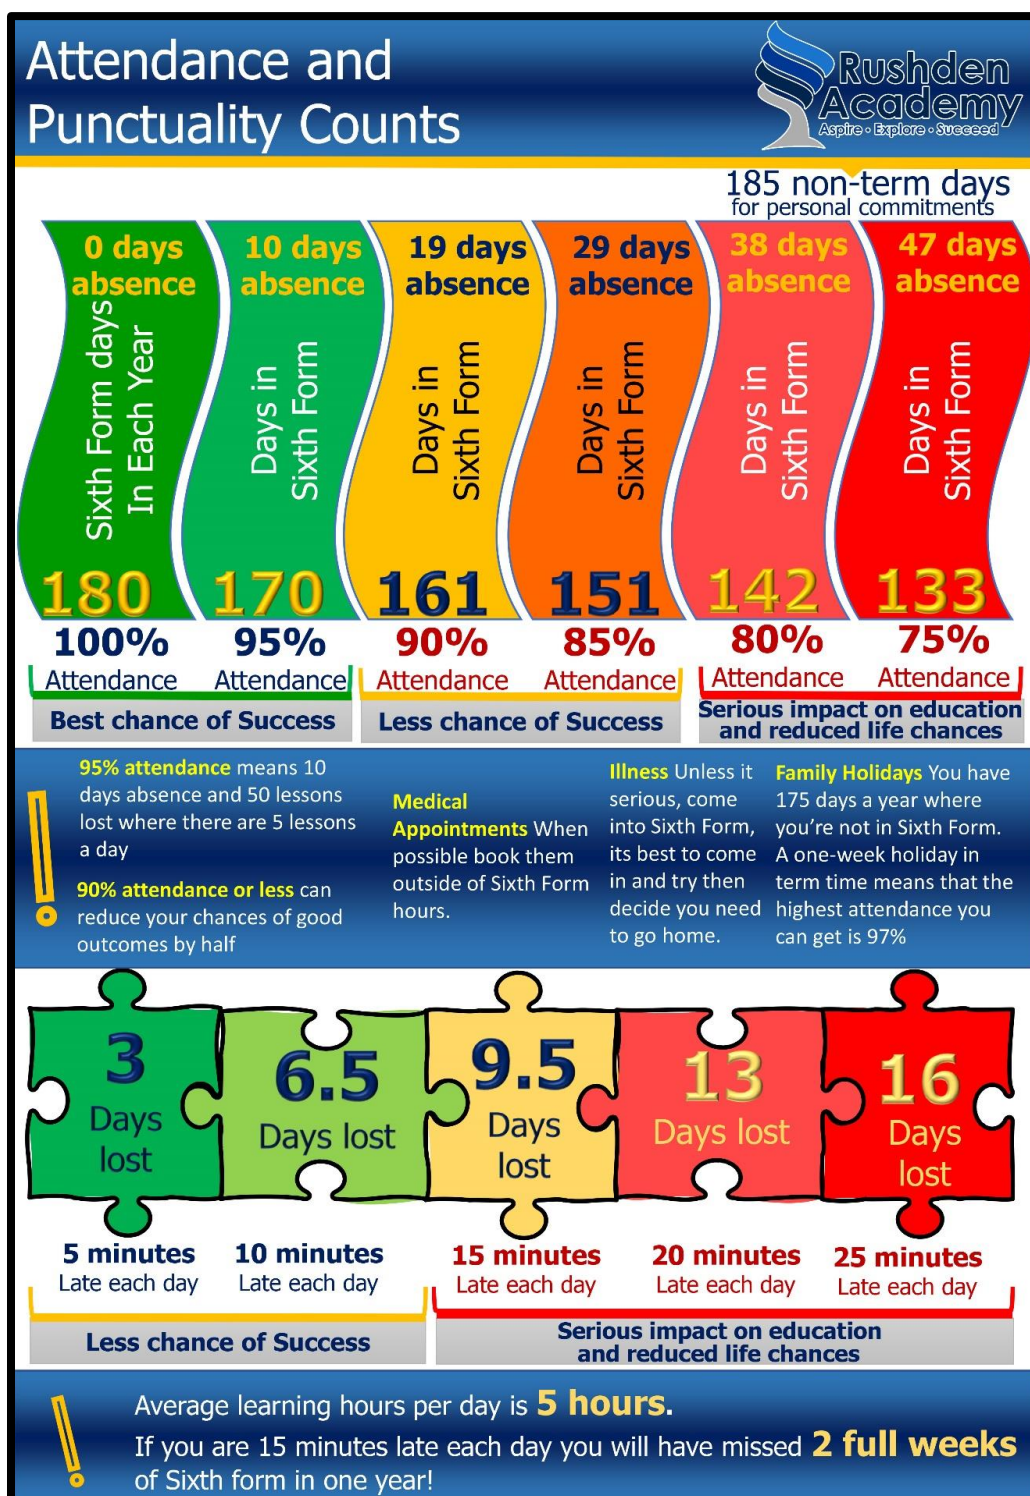 Attendance and
Punctuality Counts
Rushden
Academy
Aspire • Explore • Succeed
185 non-term days
for personal commitments
0 days
absence
Sixth Form days
In Each Year
180
100%
Attendance
10 days
absence
Days in
Sixth Form
170
95%
Attendance
19 days
absence
Days in
Sixth Form
161
90%
Attendance
29 days
absence
Days in
Sixth Form
151
85%
Attendance
38 days
absence
Days in
Sixth Form
142
80%
Attendance
47 days
absence
Days in
Sixth Form
133
75%
Attendance
Best chance of Success
Less chance of Success
Serious impact on education
and reduced life chances
95% attendance means 10
days absence and 50 lessons
lost where there are 5 lessons
a day
90% attendance or less can
reduce your chances of good
outcomes by half
Medical
Appointments When
possible book them
outside of Sixth Form
hours.
Illness Unless it
serious, come
into Sixth Form,
its best to come
in and try then
decide you need
to go home.
Family Holidays You have
175 days a year where
you're not in Sixth Form.
A one-week holiday in
term time means that the
highest attendance you
can get is 97%
3
Days
lost
5 minutes
Late each day
6.5
Days lost
10 minutes
Late each day
9.5
Days
lost
15 minutes
Late each day
13
Days lost
20 minutes
Late each day
16
Days
lost
25 minutes
Late each day
Less chance of Success
Serious impact on education
and reduced life chances
Average learning hours per day is 5 hours.
If you are 15 minutes late each day you will have missed 2 full weeks
of Sixth form in one year!